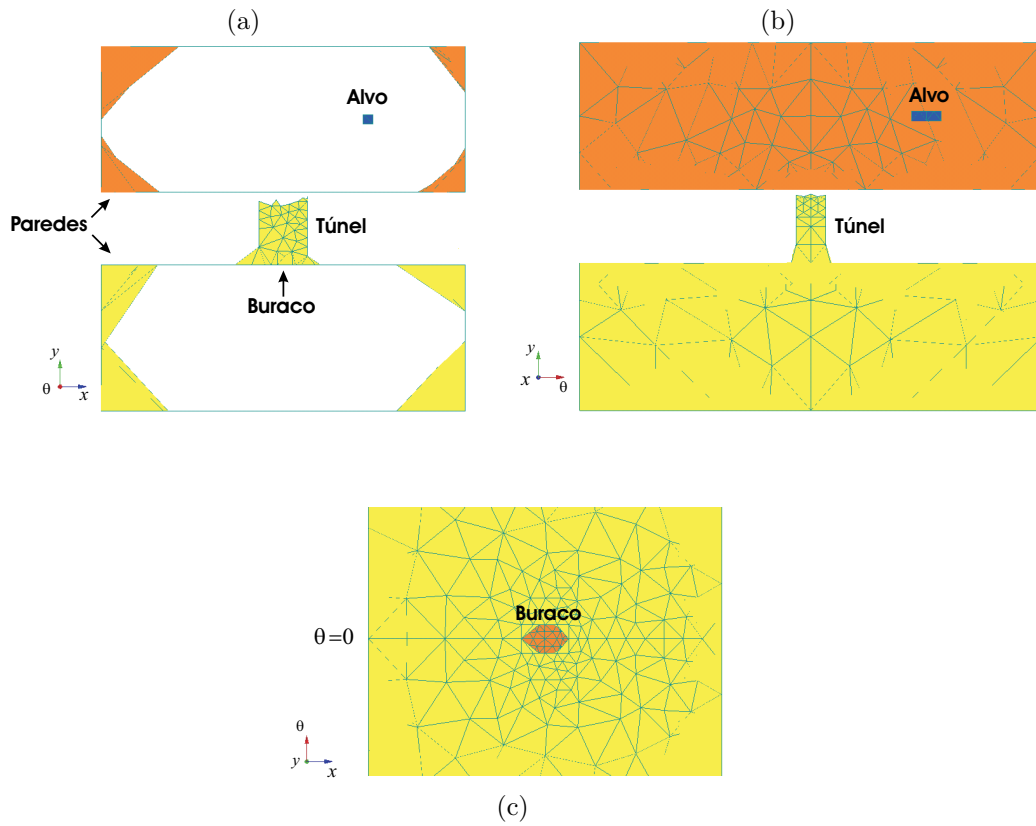 (a)
(b)
Alvo
Alvo
Paredes
Túnel
Túnel
Buraco
y
θ
x
y
x
θ
Buraco
θ=0
θ
y
x
(c)